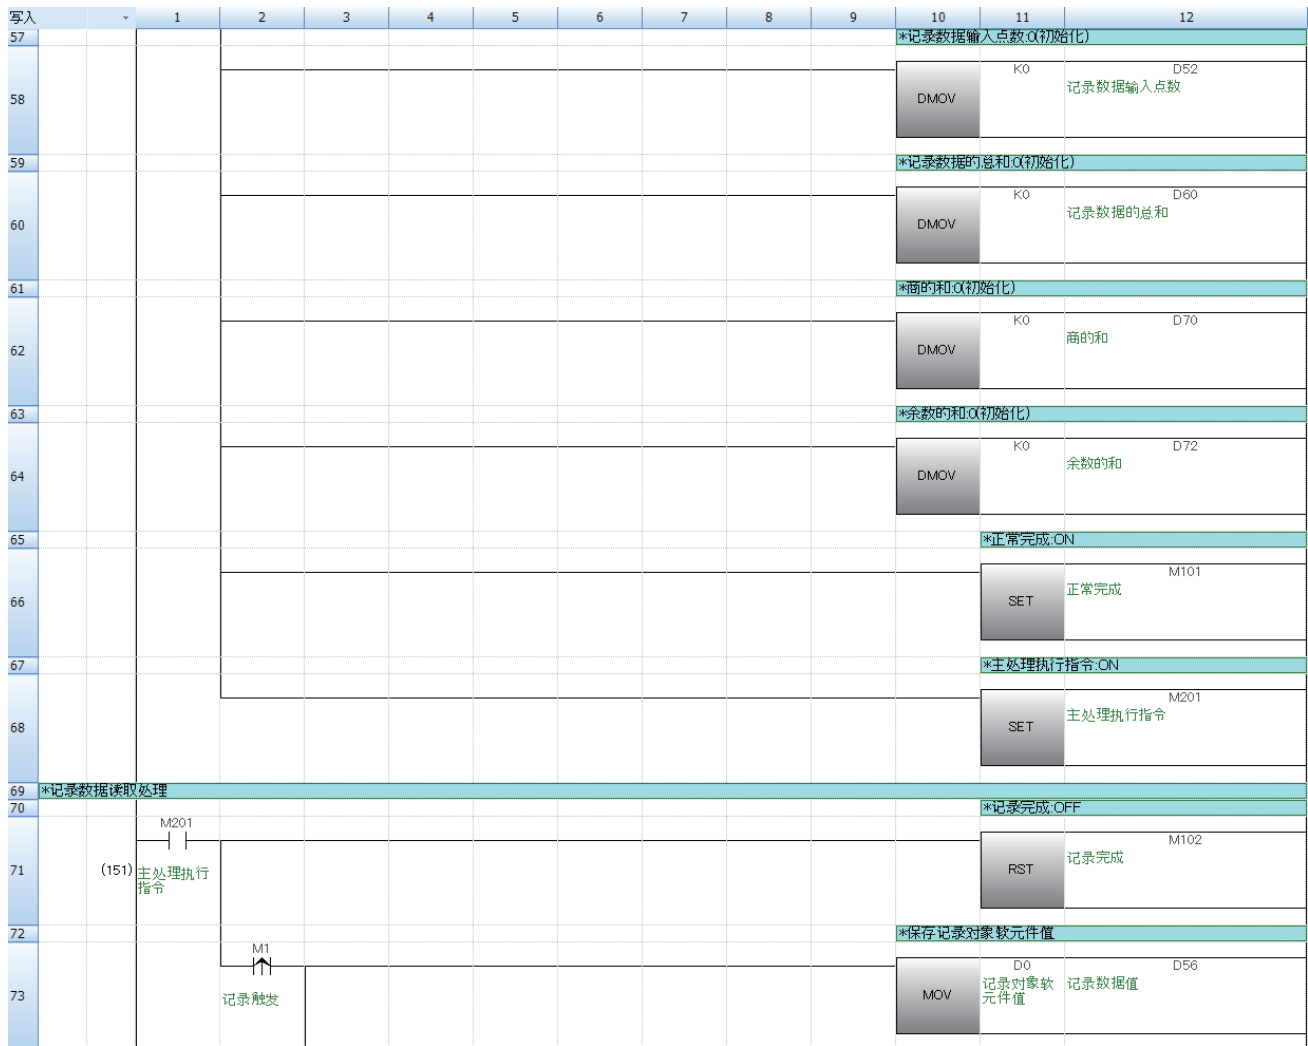 写入 1 2 3 4 5 6 7 8 9 10 11 12
57 *记录数据输入点数:0(初始化)
K0 D52
记录数据输入点数
58 DMOV
59 *记录数据的总和:0(初始化)
K0 D60
记录数据的总和
60 DMOV
61 *商的和:0(初始化)
K0 D70
商的和
62 DMOV
63 *余数的和:0(初始化)
K0 D72
余数的和
64 DMOV
65 *正常完成:ON
M101
正常完成
66 SET
67 *主处理执行指令:ON
M201
主处理执行指令
68 SET
69 *记录数据读取处理
70 *记录完成:OFF
M201 M102
记录完成
71 (151) 主处理执行 RST
指令
72 *保存记录对象软元件值
M1 D0 D56
记录对象软 记录数据值
73 记录触发 MOV 元件值